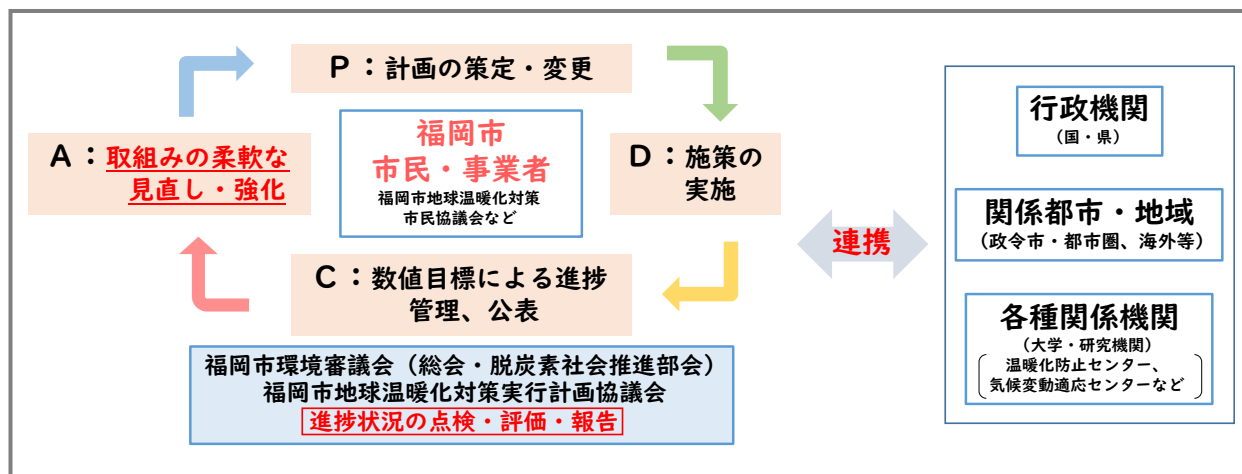 P：計画の策定・変更
福岡市
市民・事業者
福岡市地球温暖化対策
市民協議会など
A：取組みの柔軟な
見直し・強化
D：施策の
実施
C：数値目標による進捗
管理、公表
福岡市環境審議会（総会・脱炭素社会推進部会）
福岡市地球温暖化対策実行計画協議会
進捗状況の点検・評価・報告
連携
行政機関
（国・県）
関係都市・地域
（政令市・都市圏、海外等）
各種関係機関
（大学・研究機関）
温暖化防止センター、
気候変動適応センターなど